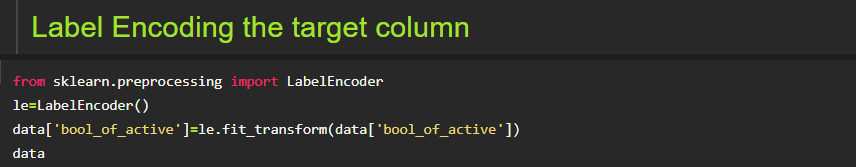 Label Encoding the target column
from sklearn.preprocessing import LabelEncoder
le=LabelEncoder()
data['bool_of_active']=le.fit_transform(data['bool_of_active'])
data